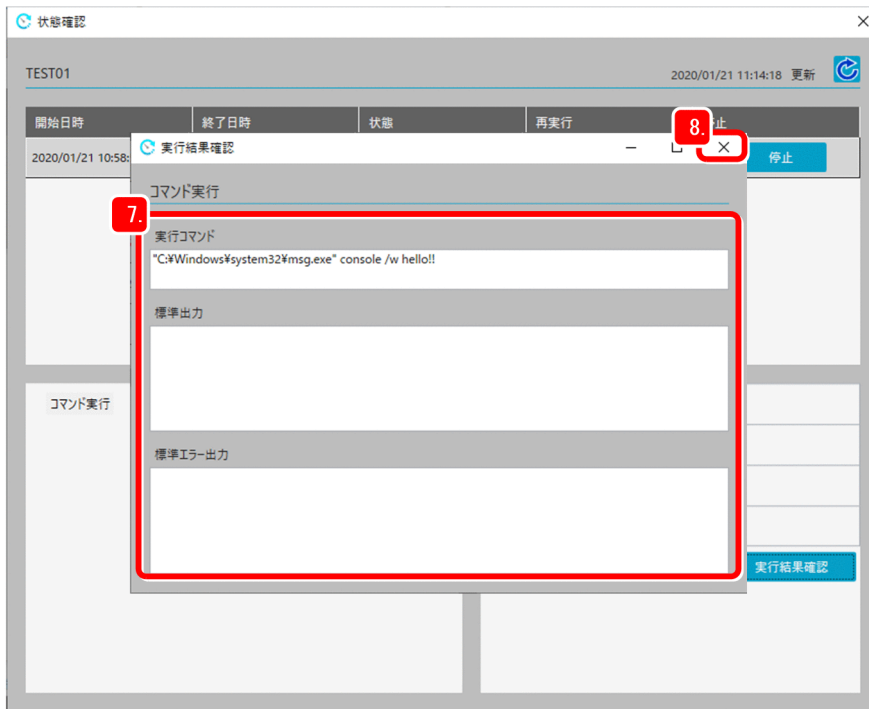 状態確認
TEST01
2020/01/21 11:14:18 更新
開始日時 終了日時 状態 再実行 止
8.
2020/01/21 10:58: 停止
実行結果確認
コマンド実行
7.
実行コマンド
"C:¥Windows¥system32¥msg.exe" console /w hello!!
標準出力
標準エラー出力
コマンド実行
実行結果確認